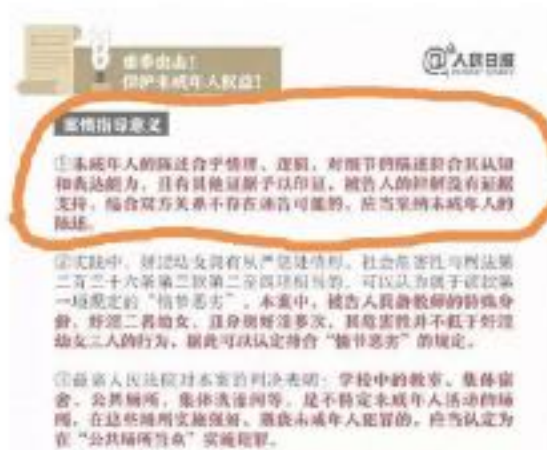 重拳出击！
保护未成年人权益！
@人民日报
案情指导意义
①未成年人的陈述合乎情理、逻辑，对细节的描述符合其认知
和表达能力，且有其他证据予以印证，被告人的辩解没有证据
支持，结合双方关系不存在诬告可能的，应当采纳未成年人的
陈述。
②实践中，奸淫幼女具有从严惩处情形，社会危害性与刑法第
二百三十六条第三款第二至四项相当的，可以认为属于该款第
一项规定的“情节恶劣”。本案中，被告人具备教师的特殊身
份，奸淫二名幼女，且分别奸淫多次，其危害性并不低于奸淫
幼女三人的行为，据此可以认定符合“情节恶劣”的规定。
③最高人民法院对本案的判决表明：学校中的教室、集体宿
舍、公共厕所、集体洗澡间等，是不特定未成年人活动的场
所，在这些场所实施强奸、猥亵未成年人犯罪的，应当认定为
在“公共场所当众”实施犯罪。